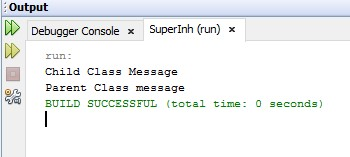 Output
Debugger Console × SuperInh (run) ×
run:
Child Class Message
Parent Class message
BUILD SUCCESSFUL (total time: 0 seconds)